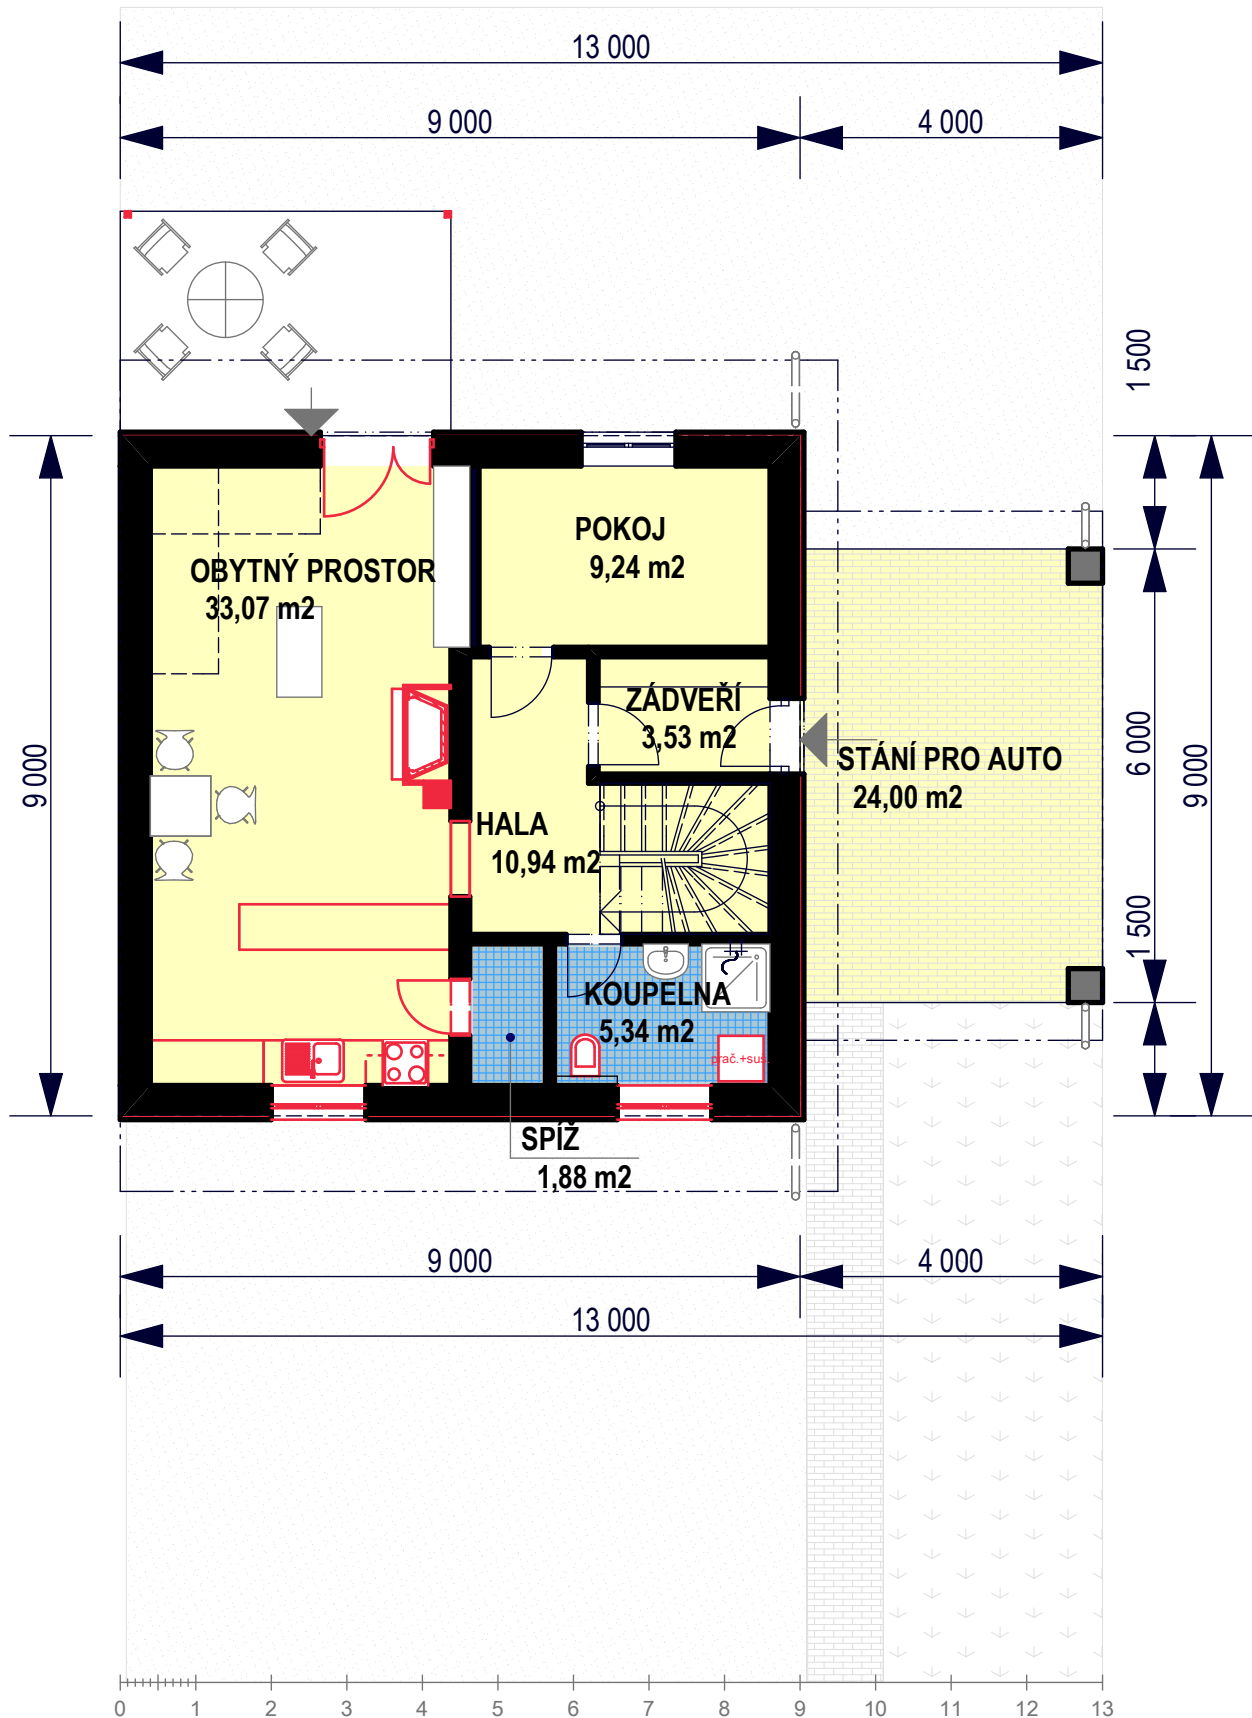 13 000
9 000
4 000
1 500
POKOJ
9,24 m2
OBYTNÝ PROSTOR
33,07 m2
ZÁDVEŘÍ
3,53 m2
STÁNÍ PRO AUTO
24,00 m2
6 000
9 000
9 000
HALA
10,94 m2
1 500
KOUPELNA
5,34 m2
prač.+suš.
SPÍŽ
1,88 m2
9 000
4 000
13 000
0 1 2 3 4 5 6 7 8 9 10 11 12 13